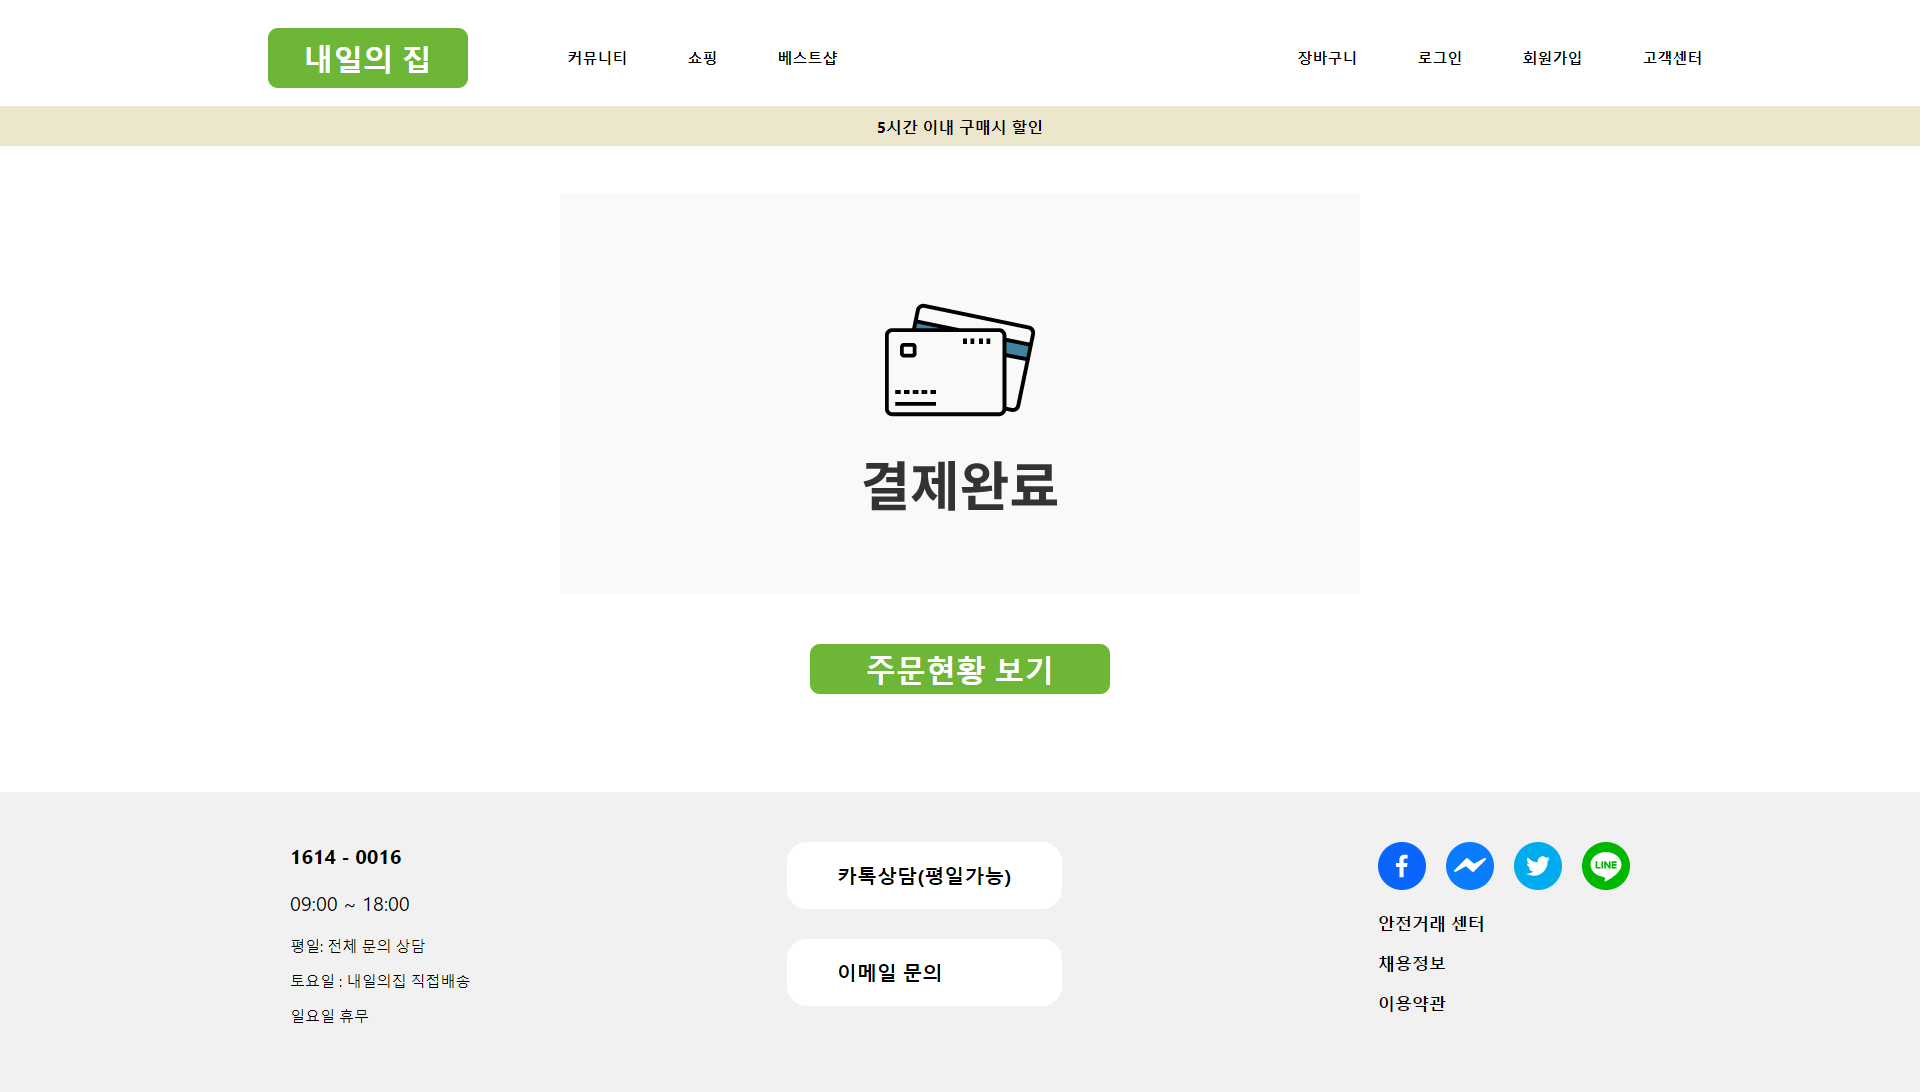 내일의 집
커뮤니티
쇼핑
베스트샵
장바구니
로그인
회원가입
고객센터
5시간 이내 구매시 할인
결제완료
주문현황 보기
1614 - 0016
09:00 ~ 18:00
평일: 전체 문의 상담
토요일 : 내일의집 직접배송
일요일 휴무
카톡상담(평일가능)
이메일 문의
LINE
안전거래 센터
채용정보
이용약관